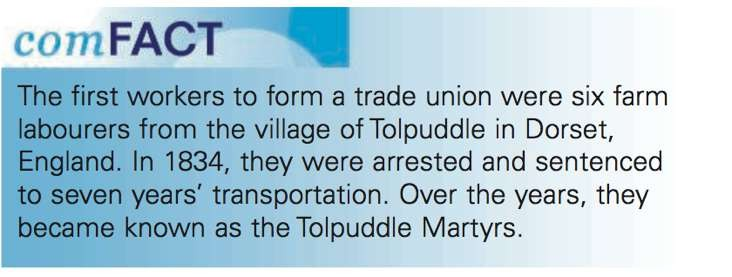 comFACT
The first workers to form a trade union were six farm
labourers from the village of Tolpuddle in Dorset,
England. In 1834, they were arrested and sentenced
to seven years’ transportation. Over the years, they
became known as the Tolpuddle Martyrs.